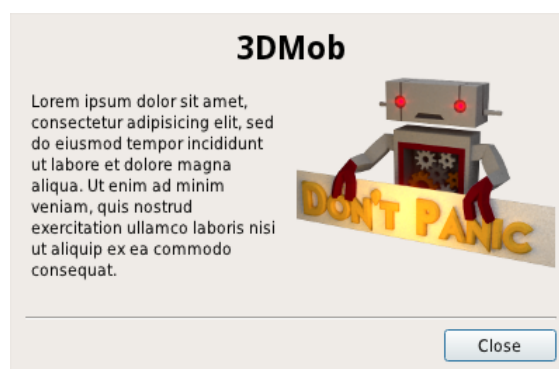 3DMob
Lorem ipsum dolor sit amet,
consectetur adipisicing elit, sed
do eiusmod tempor incididunt
ut labore et dolore magna
aliqua. Ut enim ad minim
veniam, quis nostrud
exercitation ullamco laboris nisi
ut aliquip ex ea commodo
consequat.
DON'T PANIC
Close